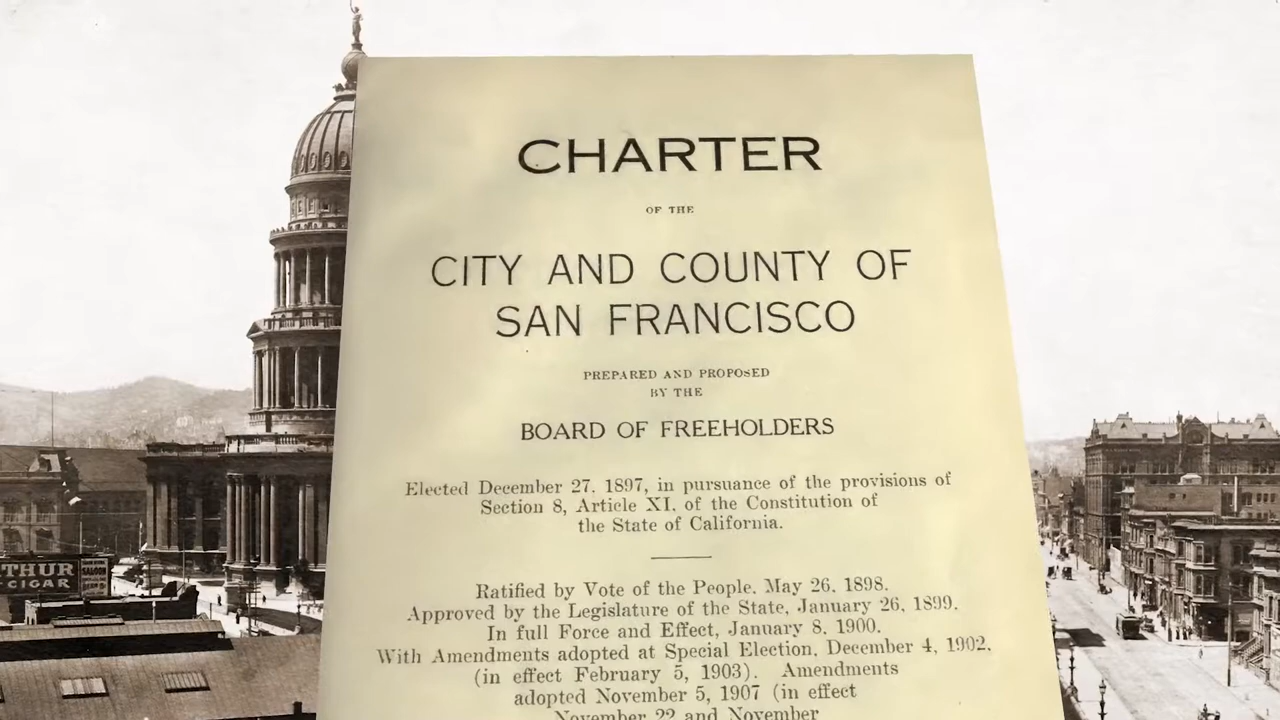 CHARTER
OF THE
CITY AND COUNTY OF
SAN FRANCISCO
PREPARED AND PROPOSED
BY THE
BOARD OF FREEHOLDERS
Elected December 27, 1897, in pursuance of the provisions of
Section 8, Article XI, of the Constitution of
the State of California.
Ratified by Vote of the People, May 26, 1898.
Approved by the Legislature of the State, January 26, 1899.
In full Force and Effect, January 8, 1900.
With Amendments adopted at Special Election, December 4, 1902,
(in effect February 5, 1903). Amendments
adopted November 5, 1907 (in effect
November 22 and November
THUR
CIGAR